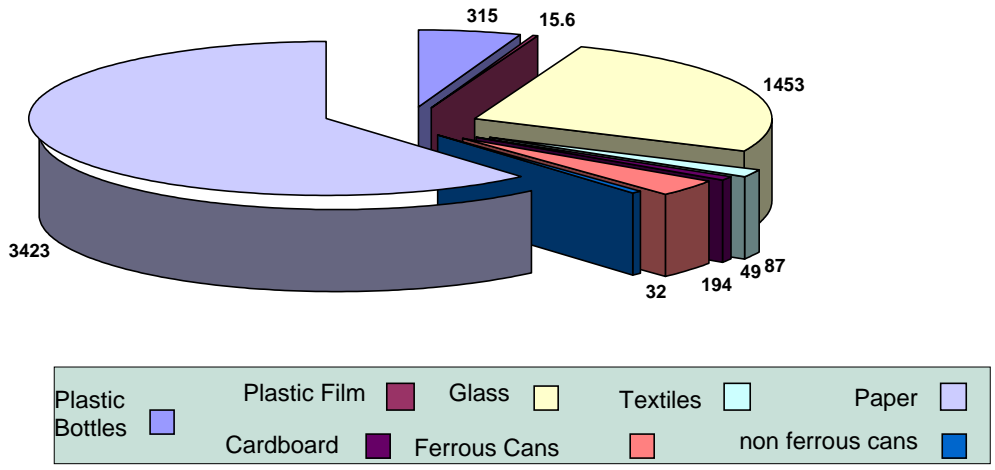 315
15.6
1453
3423
32
194
49
87
Plastic Bottles
Plastic Film
Glass
Textiles
Paper
Cardboard
Ferrous Cans
non ferrous cans